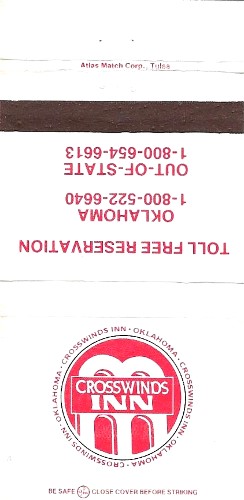 Atlas Match Corp., Tulsa
TOLL FREE RESERVATION
OKLAHOMA
1-800-522-6640
OUT-OF-STATE
1-800-654-6613
CROSSWINDS INN · OKLAHOMA · CROSSWINDS INN · OKLAHOMA · CROSSWINDS INN · OKLAHOMA ·
CROSSWINDS
INN
BE SAFE CLOSE COVER BEFORE STRIKING